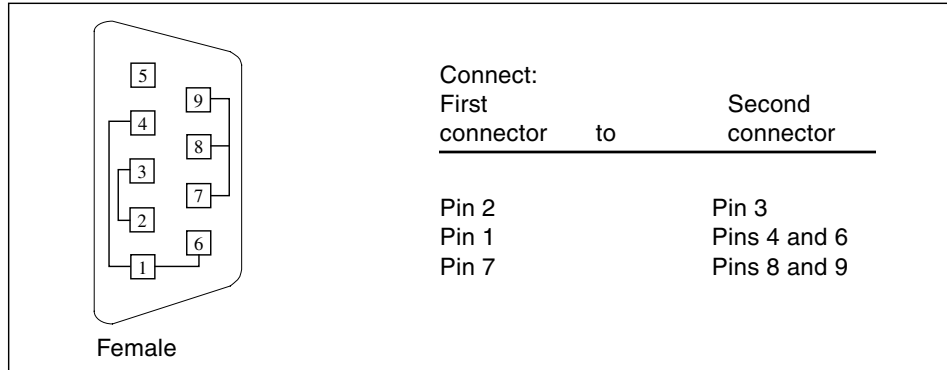 5
9
4
8
3
7
2
6
1
Female
Connect:
First Second
connector to connector
Pin 2 Pin 3
Pin 1 Pins 4 and 6
Pin 7 Pins 8 and 9